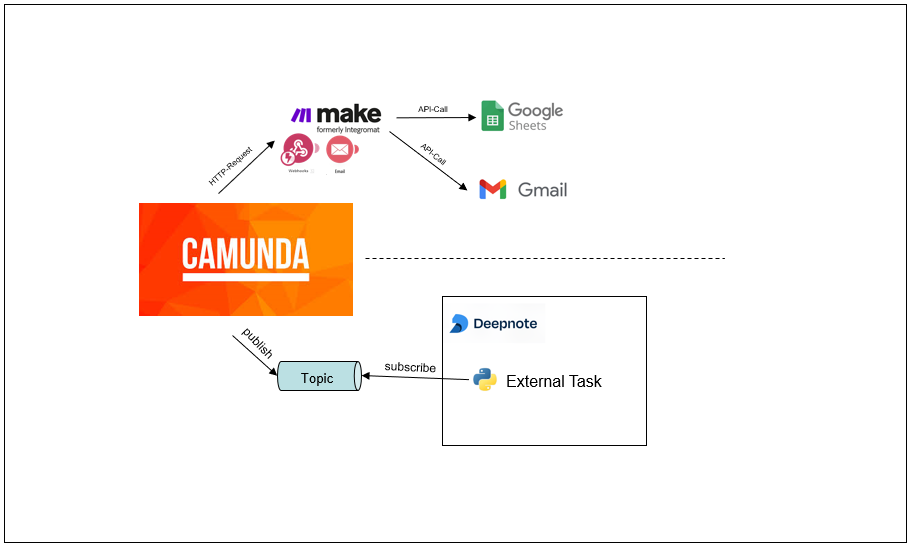 make
formerly Integromat
Webhooks
Email
API-Call
Google
Sheets
API-Call
Gmail
HTTP-Request
CAMUNDA
publish
Topic
subscribe
Deepnote
External Task